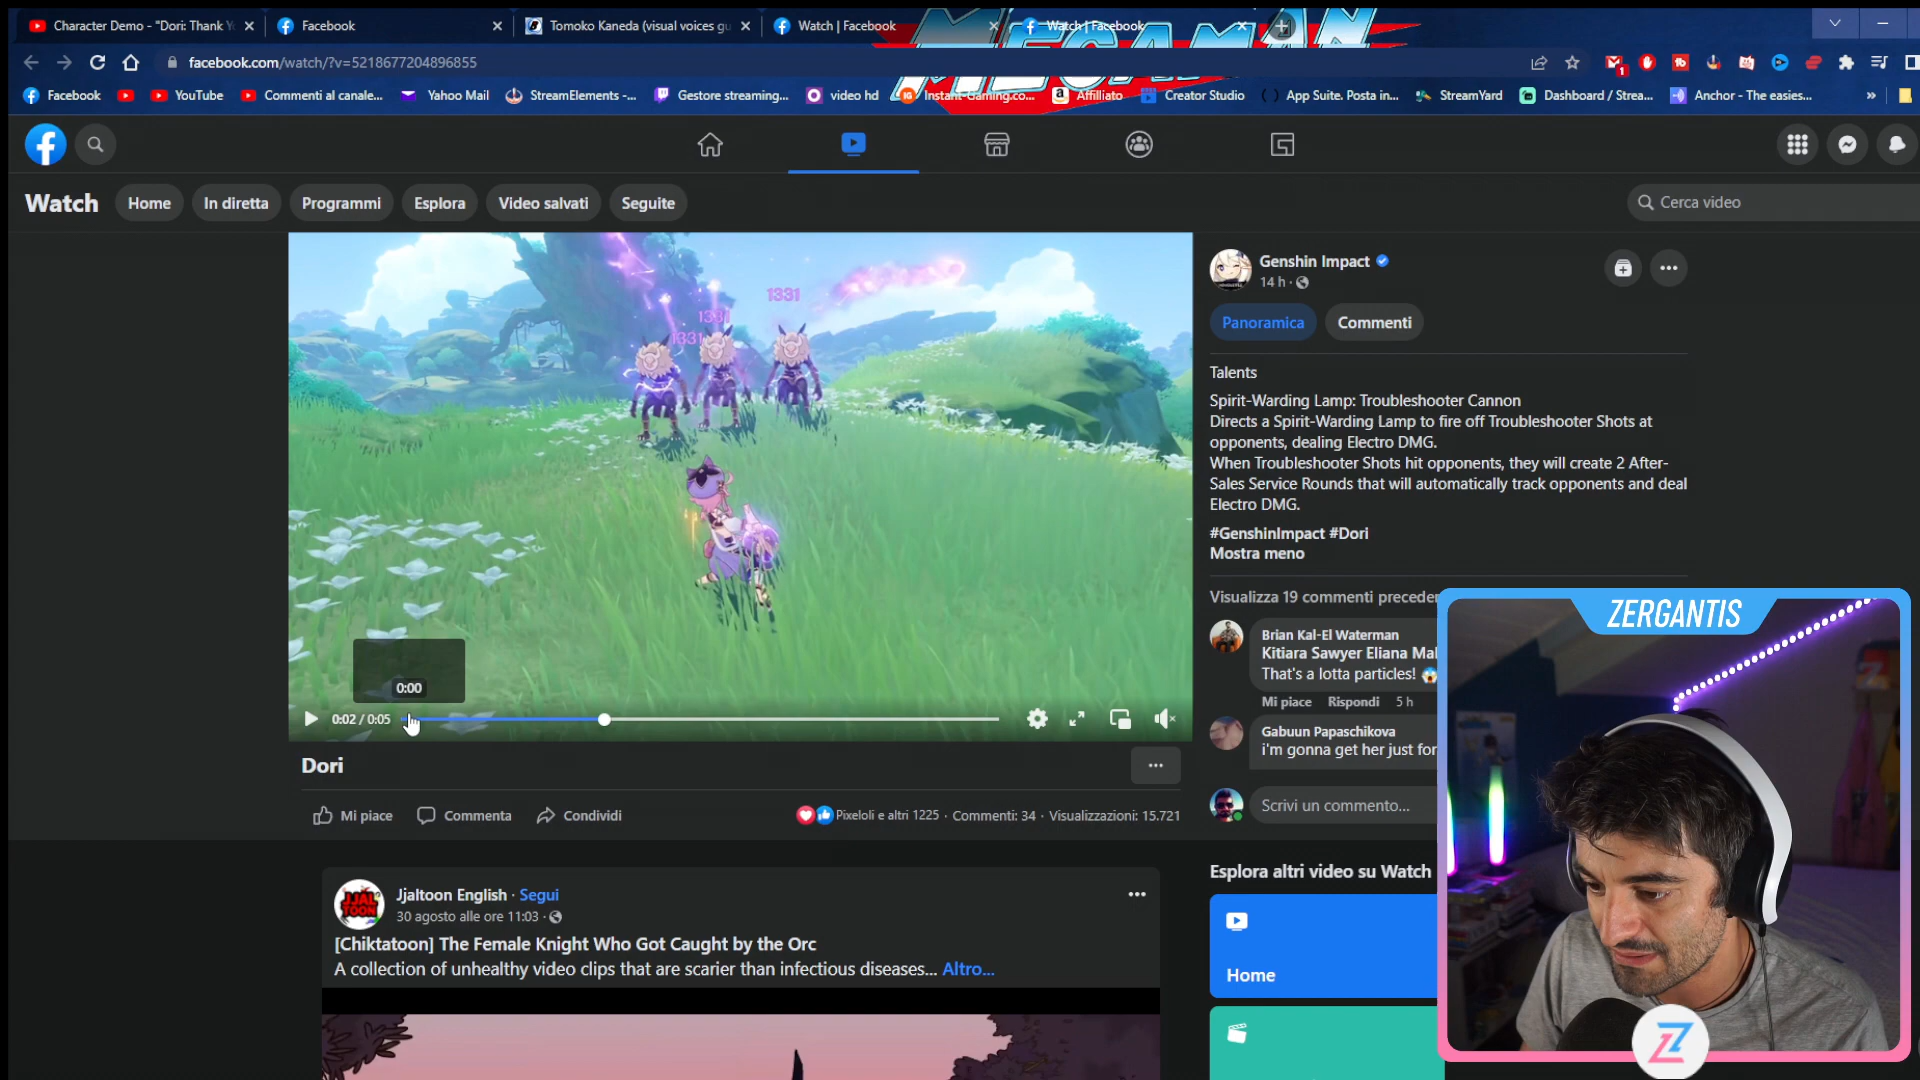 Character Demo - "Dori: Thank Y
Facebook
Tomoko Kaneda (visual voices gu
Watch | Facebook
Watch | Facebook
MEGAMAN
facebook.com/watch/?v=5218677204896855
1
Facebook
YouTube
Commenti al canale...
Yahoo Mail
StreamElements -...
Gestore streaming...
video hd
Instant-Gaming.co...
Affiliato
Creator Studio
App Suite. Posta in...
StreamYard
Dashboard / Strea...
Anchor - The easies...
»
Watch
Home
In diretta
Programmi
Esplora
Video salvati
Seguite
Cerca video
1331
1331
1331
0:00
0:02 / 0:05
Dori
Mi piace
Commenta
Condividi
Pixeloli e altri 1225 · Commenti: 34 · Visualizzazioni: 15.721
Genshin Impact
14 h ·
Panoramica
Commenti
Talents
Spirit-Warding Lamp: Troubleshooter Cannon
Directs a Spirit-Warding Lamp to fire off Troubleshooter Shots at
opponents, dealing Electro DMG.
When Troubleshooter Shots hit opponents, they will create 2 After-
Sales Service Rounds that will automatically track opponents and deal
Electro DMG.
#GenshinImpact #Dori
Mostra meno
Visualizza 19 commenti preceden
Brian Kal-El Waterman
Kitiara Sawyer Eliana Mal
That's a lotta particles!
Mi piace
Rispondi
5 h
Gabuun Papaschikova
i'm gonna get her just for
Scrivi un commento...
ZERGANTIS
Jjaltoon English · Segui
30 agosto alle ore 11:03 ·
[Chiktatoon] The Female Knight Who Got Caught by the Orc
A collection of unhealthy video clips that are scarier than infectious diseases... Altro...
JJAL
TOON
Esplora altri video su Watch
Home